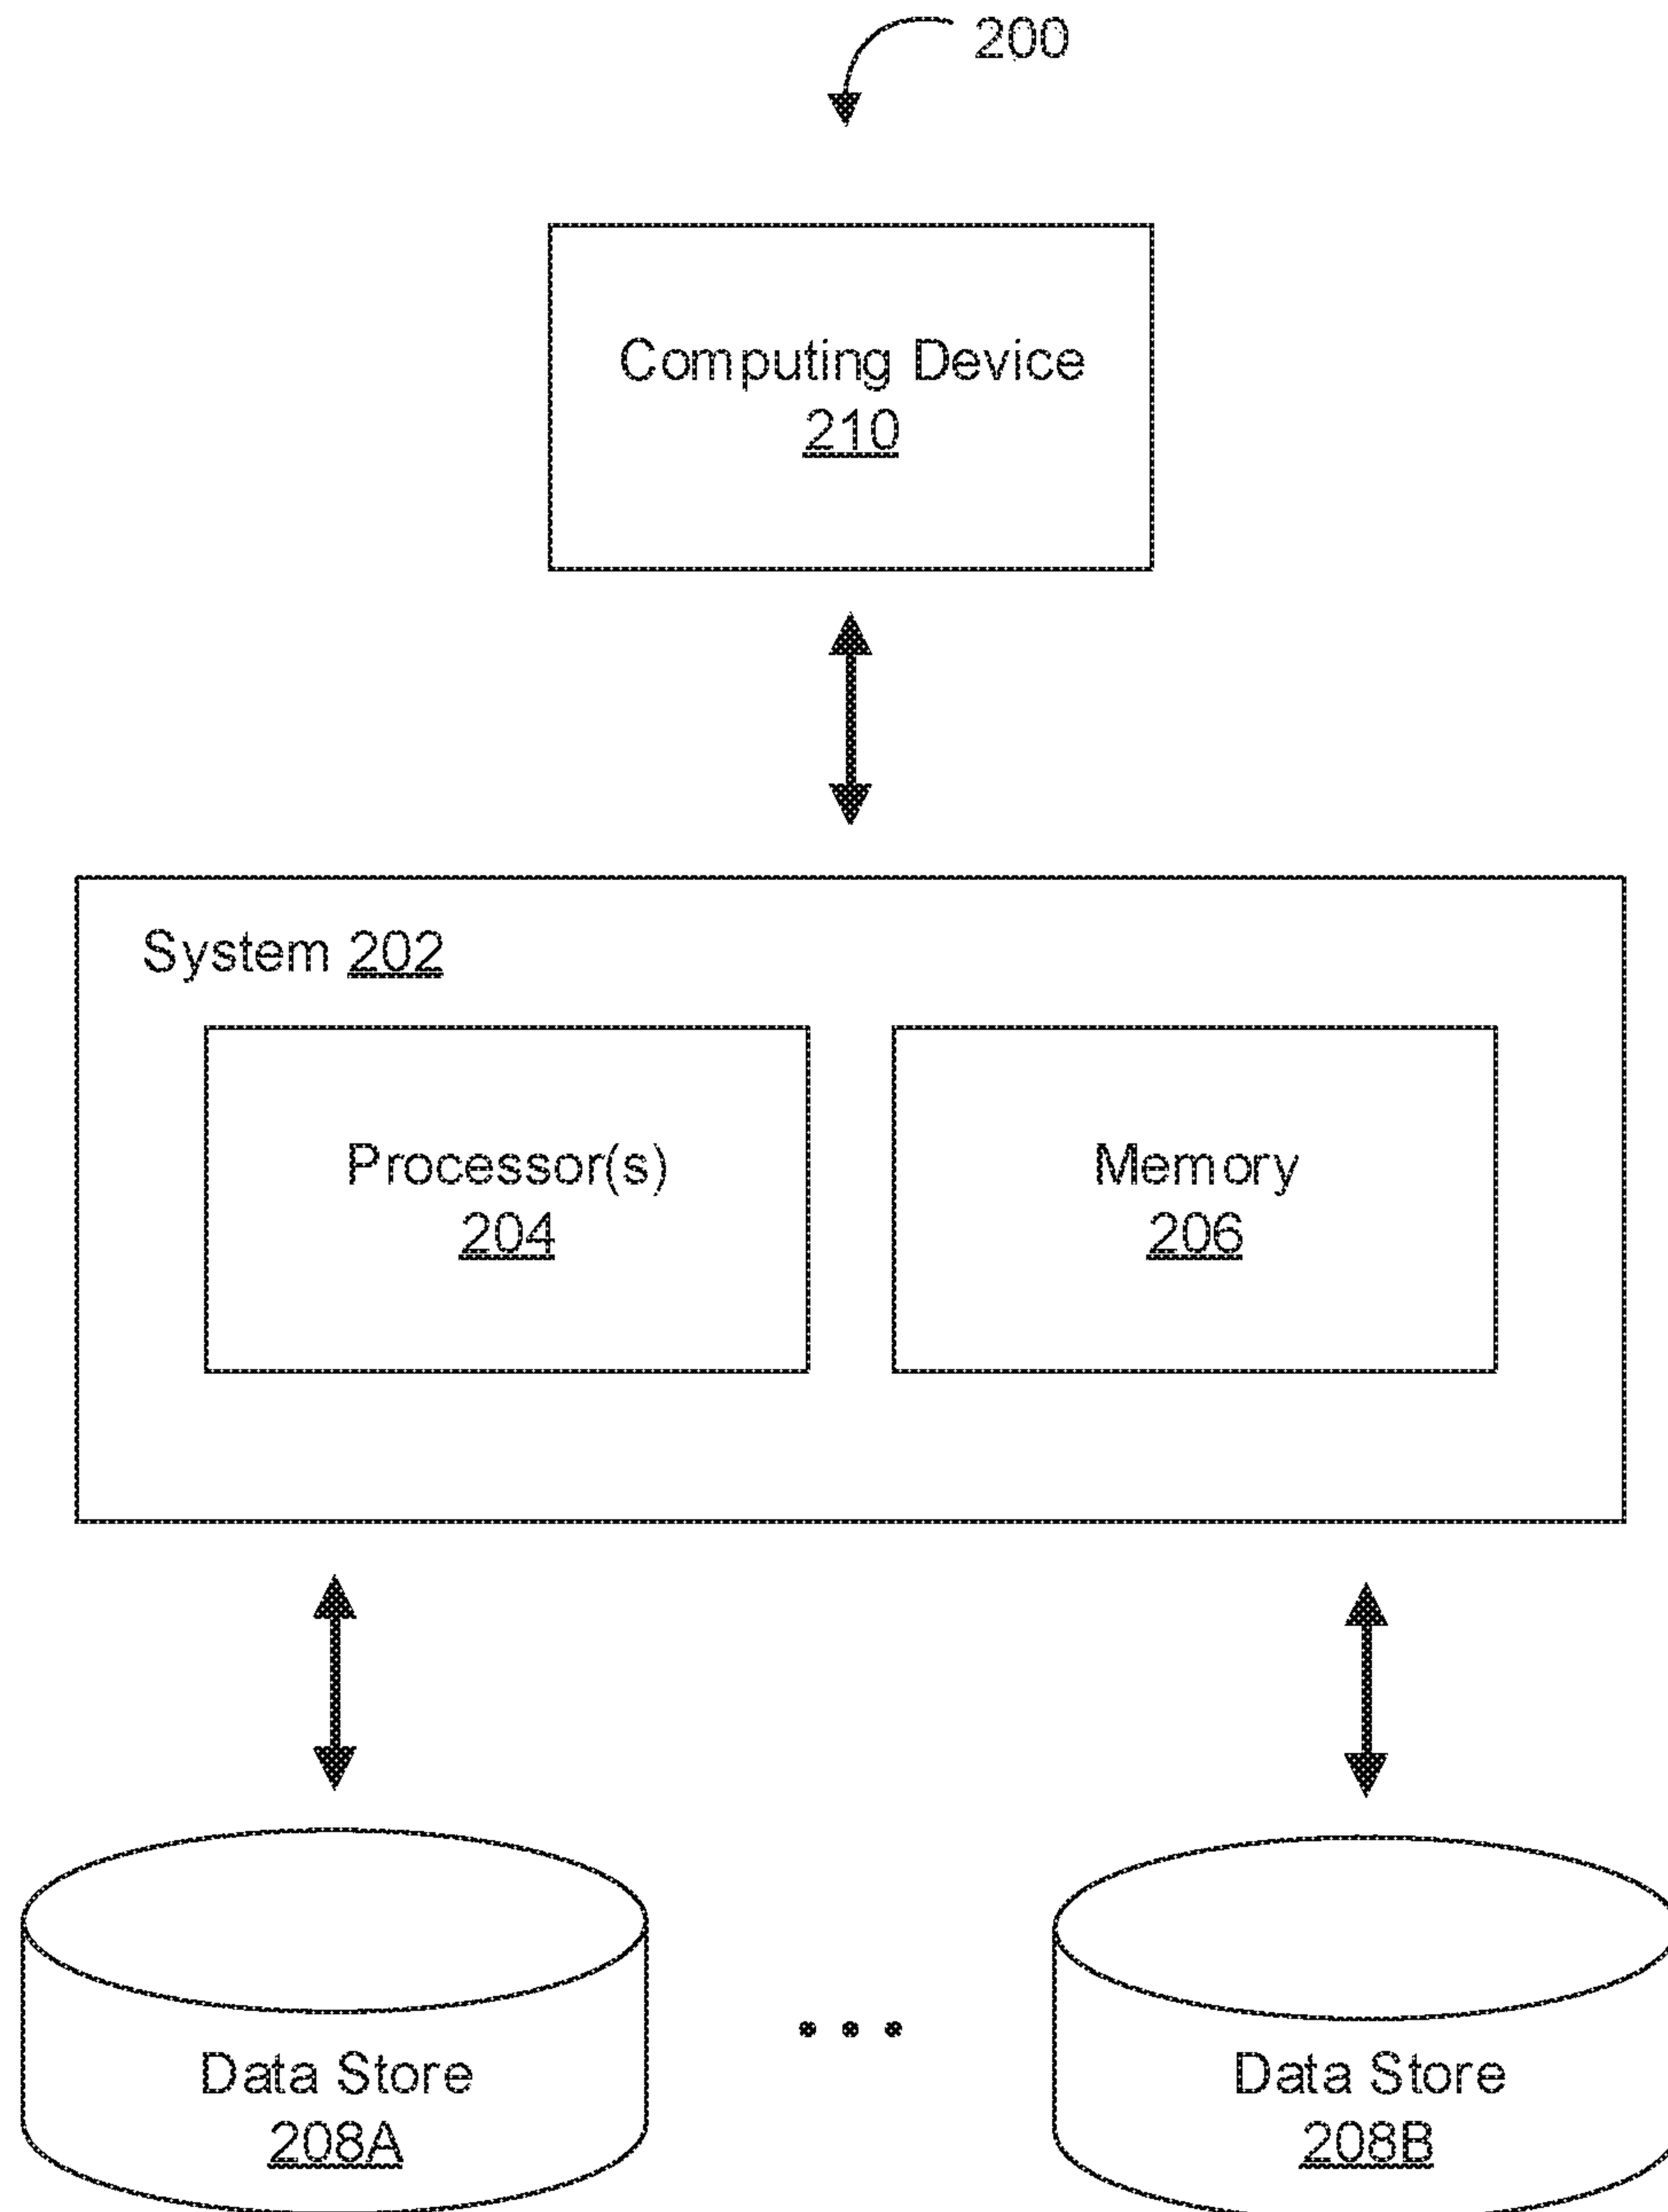 200
Computing Device
210
System 202
Processor(s)
204
Memory
206
Data Store
208A
...
Data Store
208B